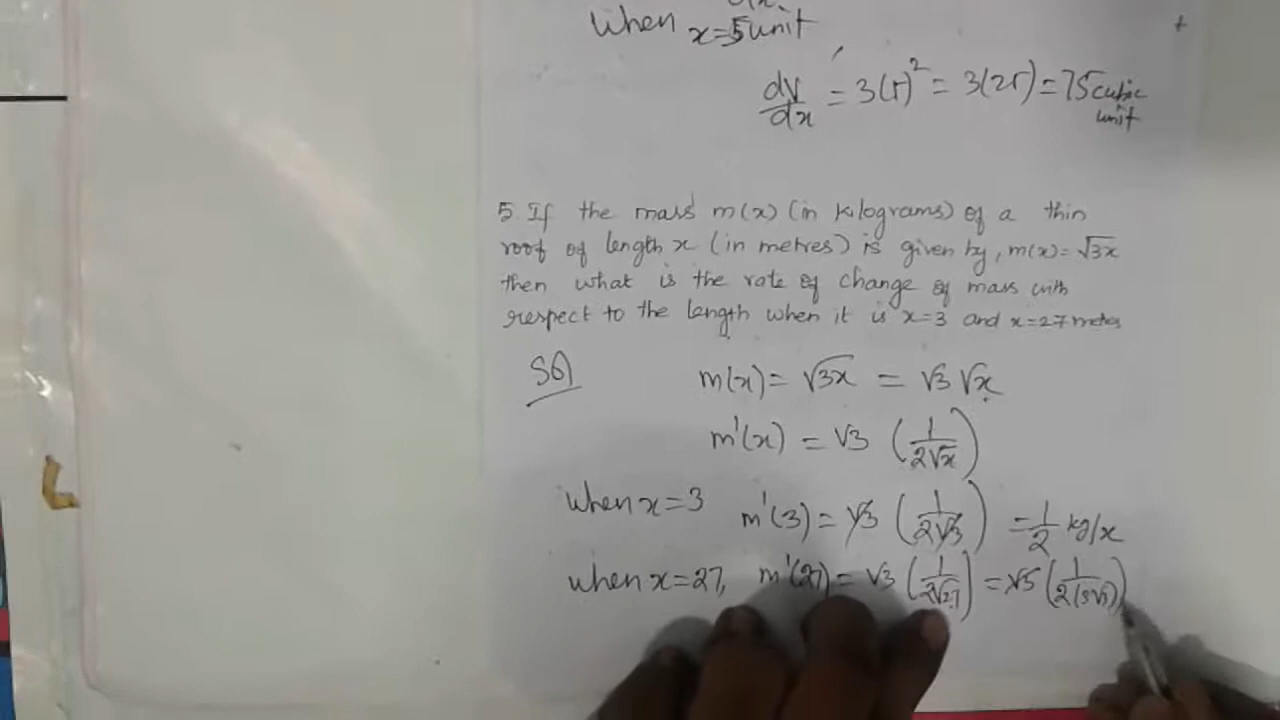 When x=5unit
dv/dx = 3(5)² = 3(25) = 75 cubic unit
5 If the mass m(x) (in kilograms) of a thin
roof of length x (in metres) is given by, m(x)= √3x
then what is the rate of change of mass with
respect to the length when it is x=3 and x=27 metes
Sol
m(x) = √3x = √3 √x
m'(x) = √3 (1/2√x)
When x=3 m'(3) = √3 (1/2√3) = 1/2 kg/x
when x=27, m'(27) = √3 (1/2√27) = √3 (1/2(3√3))